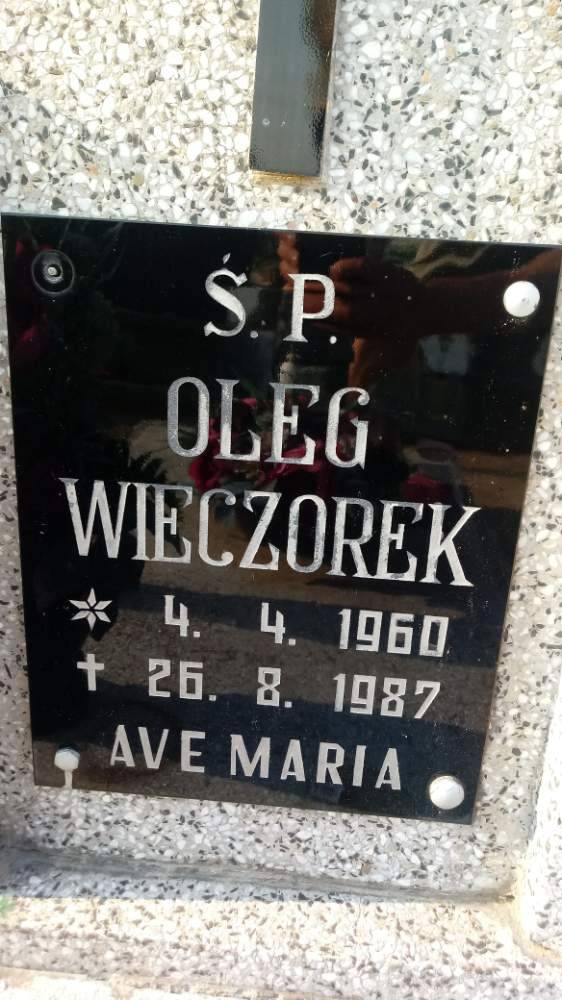 Ś. P.
OLEG
WIECZOREK
* 4. 4. 1960
✝ 26. 8. 1987
AVE MARIA